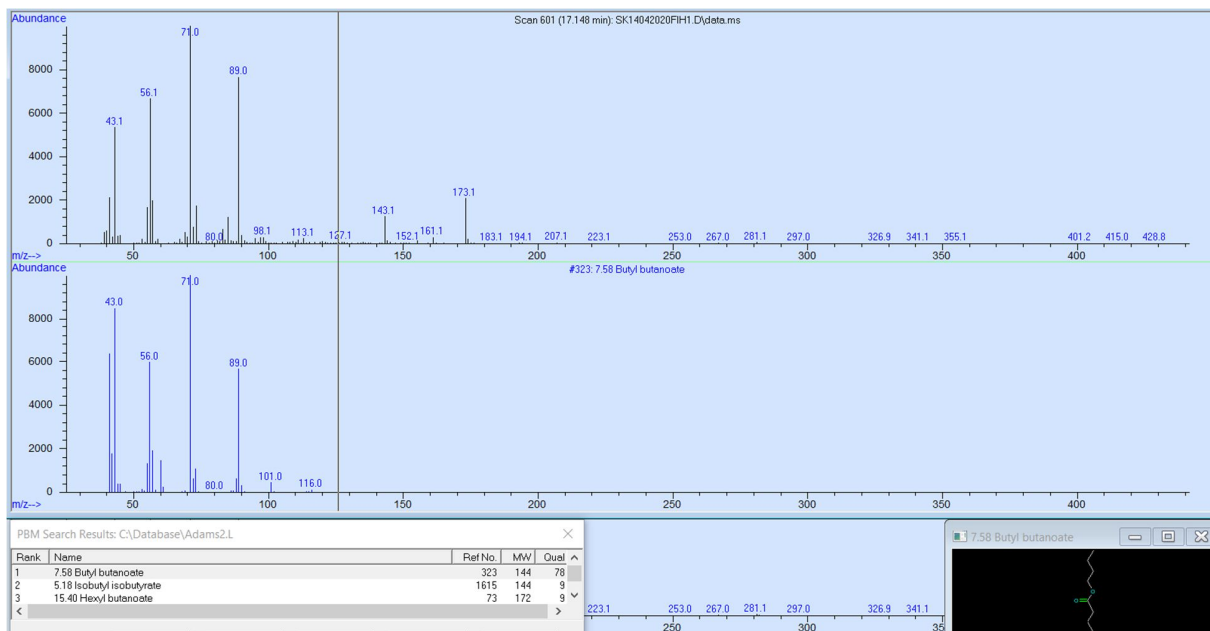 Abundance
Scan 601 (17.148 min): SK14042020FIH1.D\data.ms
71.0
8000
89.0
6000
56.1
43.1
4000
2000
173.1
143.1
80.0 98.1 113.1 127.1 152.1 161.1 183.1 194.1 207.1 223.1 253.0 267.0 281.1 297.0 326.9 341.1 355.1 401.2 415.0 428.8
0
m/z--> 50 100 150 200 250 300 350 400
Abundance
#323: 7.58 Butyl butanoate
71.0
43.0
8000
56.0
89.0
6000
4000
2000
80.0 101.0 116.0
0
m/z--> 50 100 150 200 250 300 350 400
PBM Search Results: C:\Database\Adams2.L
Rank Name Ref No. MW Qual
1 7.58 Butyl butanoate 323 144 78
2 5.18 Isobutyl isobutyrate 1615 144 9
3 15.40 Hexyl butanoate 73 172 9
223.1 253.0 267.0 281.1 297.0 326.9 341.1
250 300 35
7.58 Butyl butanoate
o
o